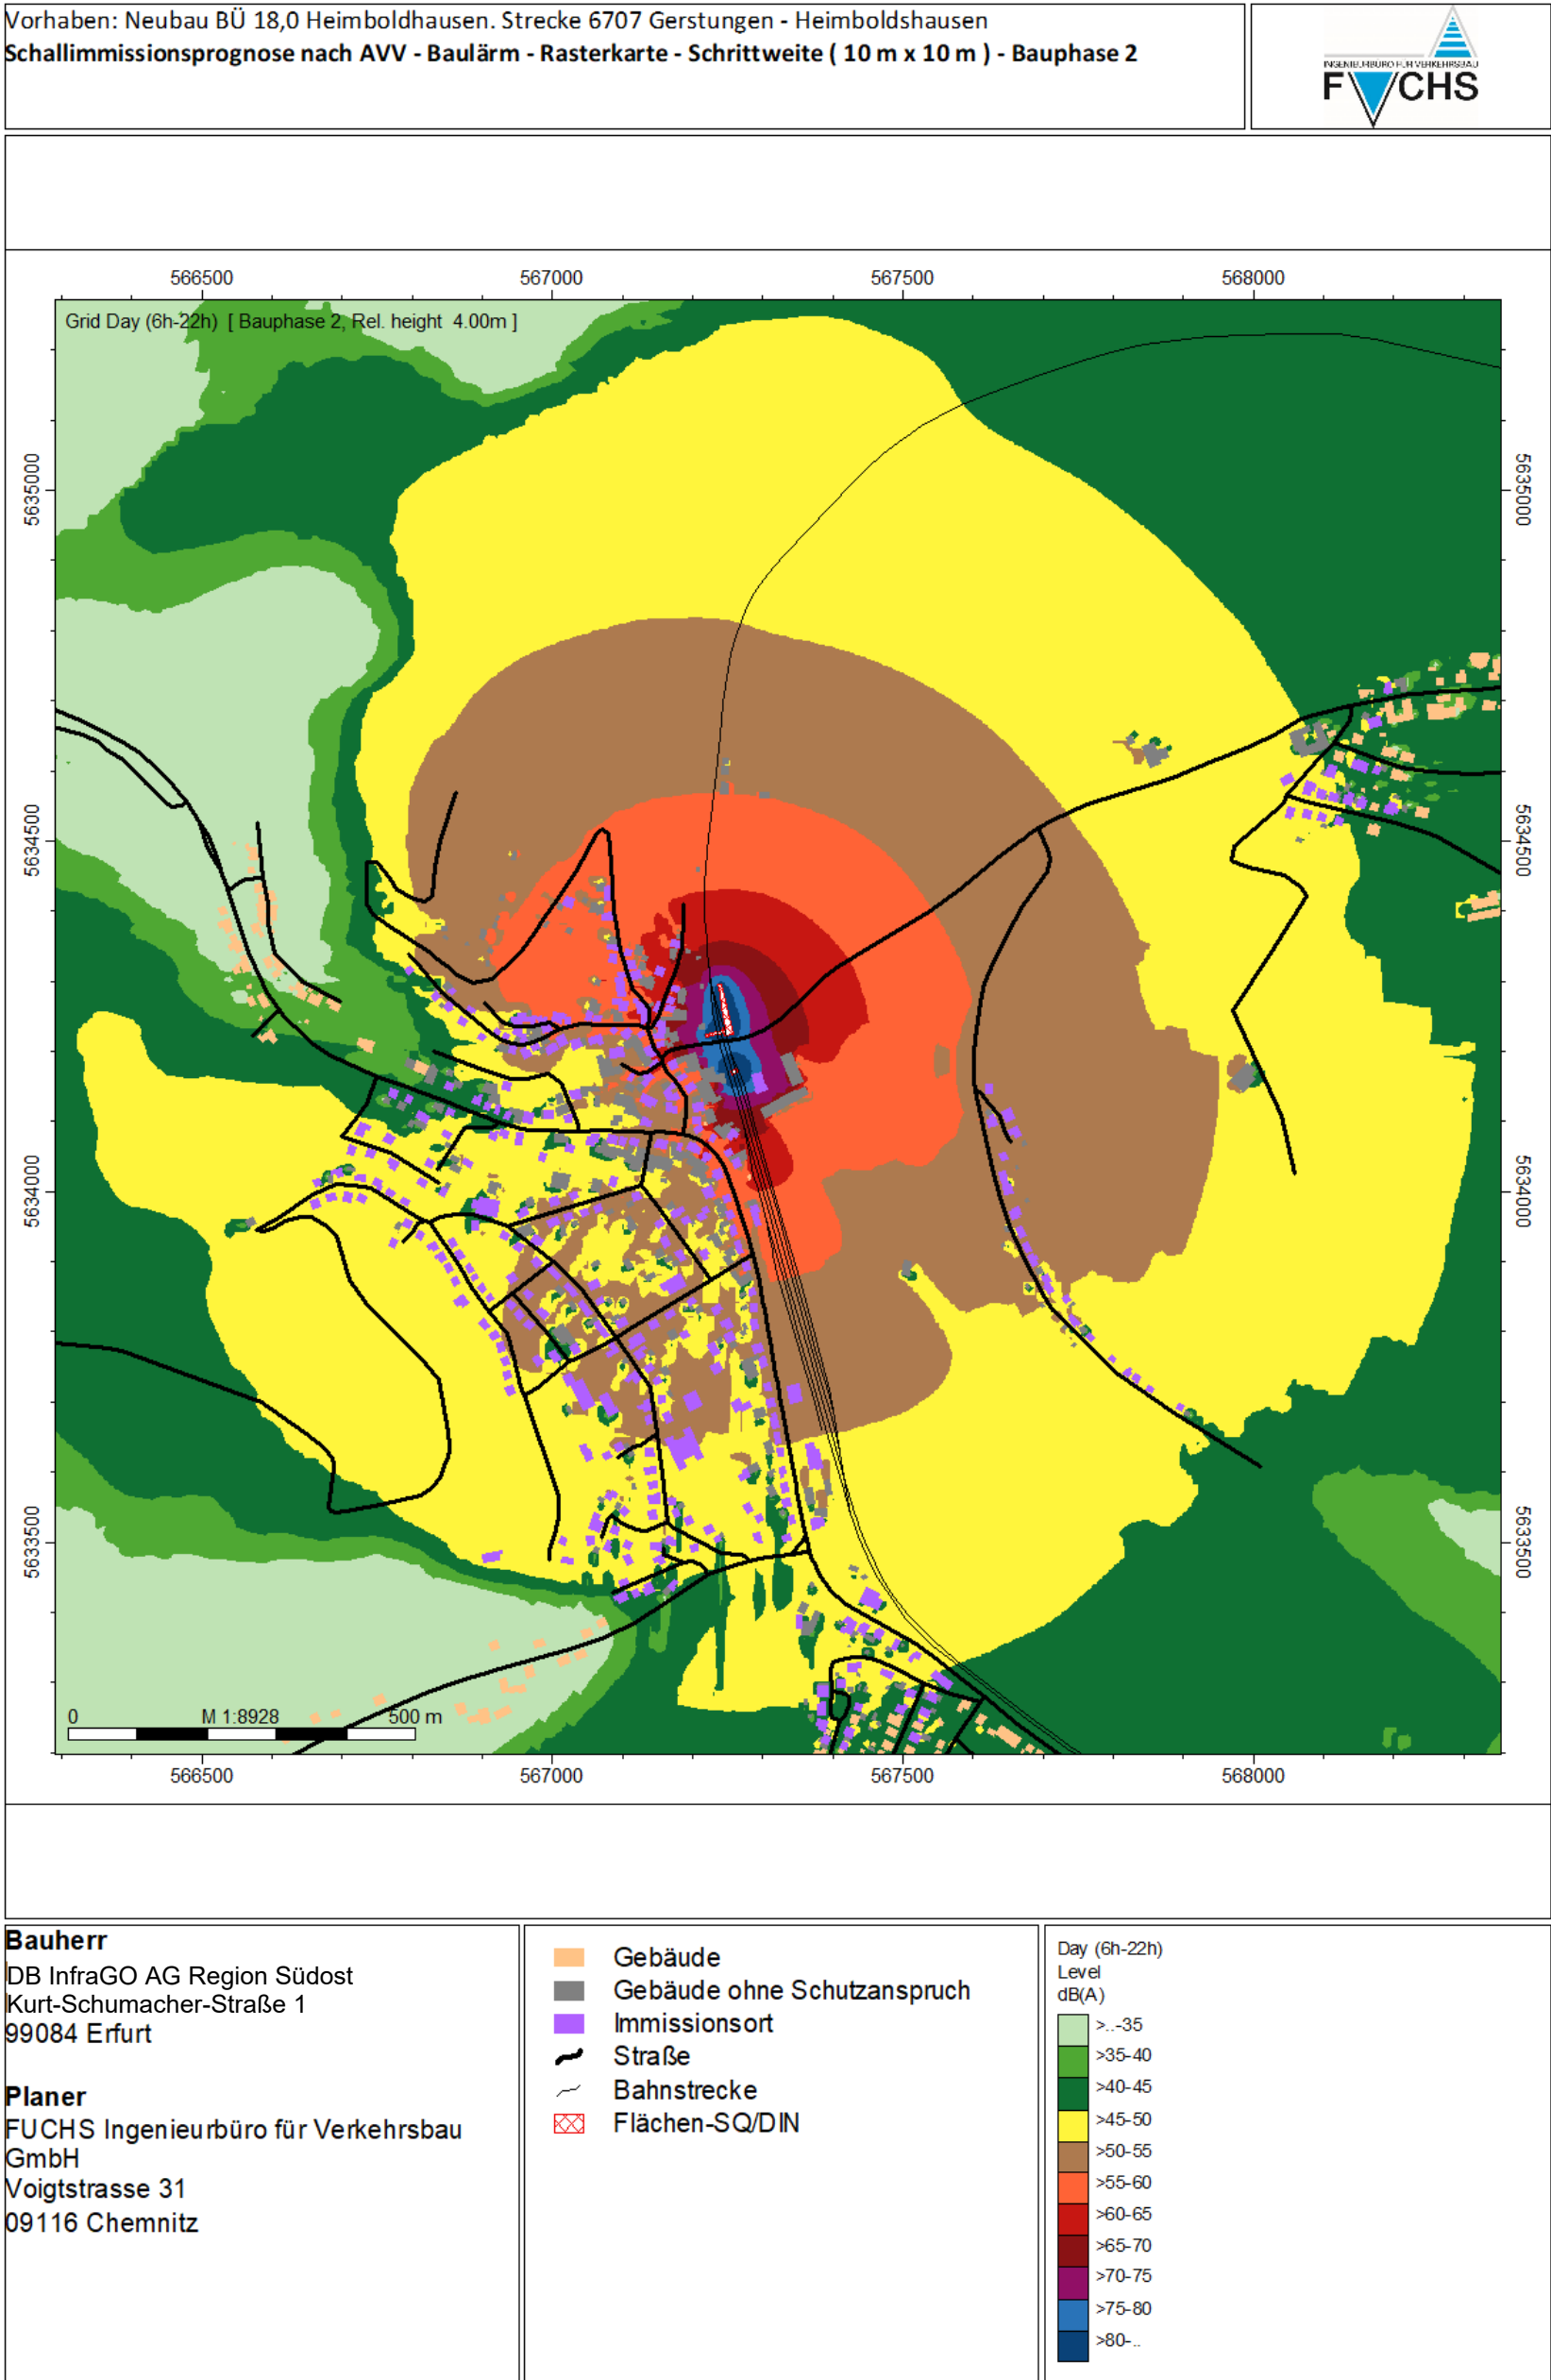 Vorhaben: Neubau BÜ 18,0 Heimboldhausen. Strecke 6707 Gerstungen - Heimboldshausen
Schallimmissionsprognose nach AVV - Baulärm - Rasterkarte - Schrittweite ( 10 m x 10 m ) - Bauphase 2
INGENIEURBÜRO FÜR VERKEHRSBAU
F CHS
566500 567000 567500 568000
Grid Day (6h-22h) [ Bauphase 2, Rel. height 4.00m ]
5635000 5635000
5634500 5634500
5634000 5634000
5633500 5633500
0 M 1:8928 500 m
566500 567000 567500 568000
Bauherr
DB InfraGO AG Region Südost
Kurt-Schumacher-Straße 1
99084 Erfurt
Planer
FUCHS Ingenieurbüro für Verkehrsbau
GmbH
Voigtstrasse 31
09116 Chemnitz
Gebäude
Gebäude ohne Schutzanspruch
Immissionsort
Straße
Bahnstrecke
Flächen-SQ/DIN
Day (6h-22h)
Level
dB(A)
>..-35
>35-40
>40-45
>45-50
>50-55
>55-60
>60-65
>65-70
>70-75
>75-80
>80-..